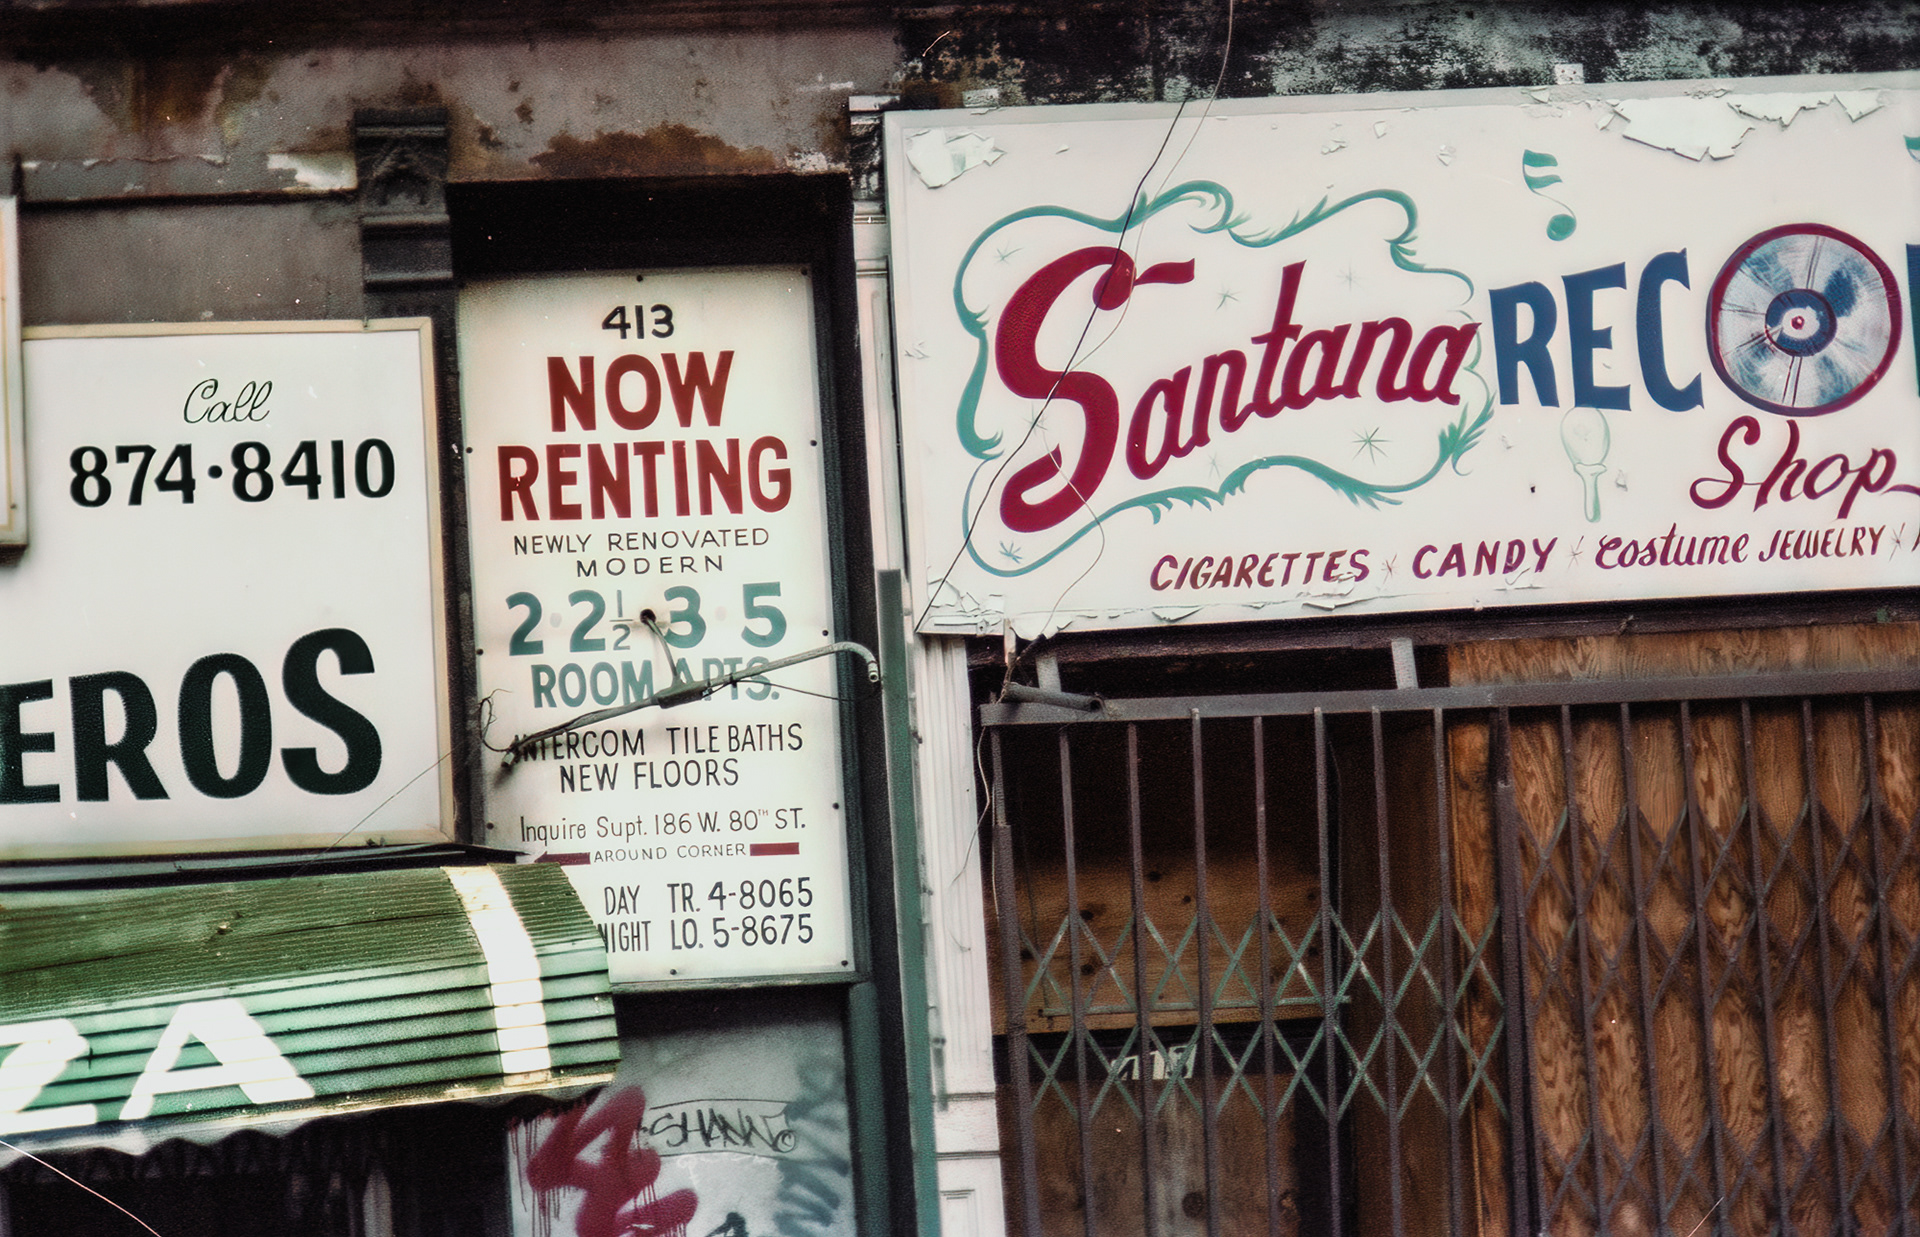 Call
874·8410
EROS
ZA
413
NOW
RENTING
NEWLY RENOVATED
MODERN
2·2½·3·5
ROOM APTS.
INTERCOM TILE BATHS
NEW FLOORS
Inquire Supt. 186 W. 80TH ST.
AROUND CORNER
DAY TR. 4-8065
NIGHT LO. 5-8675
SHANN
Santana RECO
Shop
CIGARETTES CANDY Costume JEWELRY